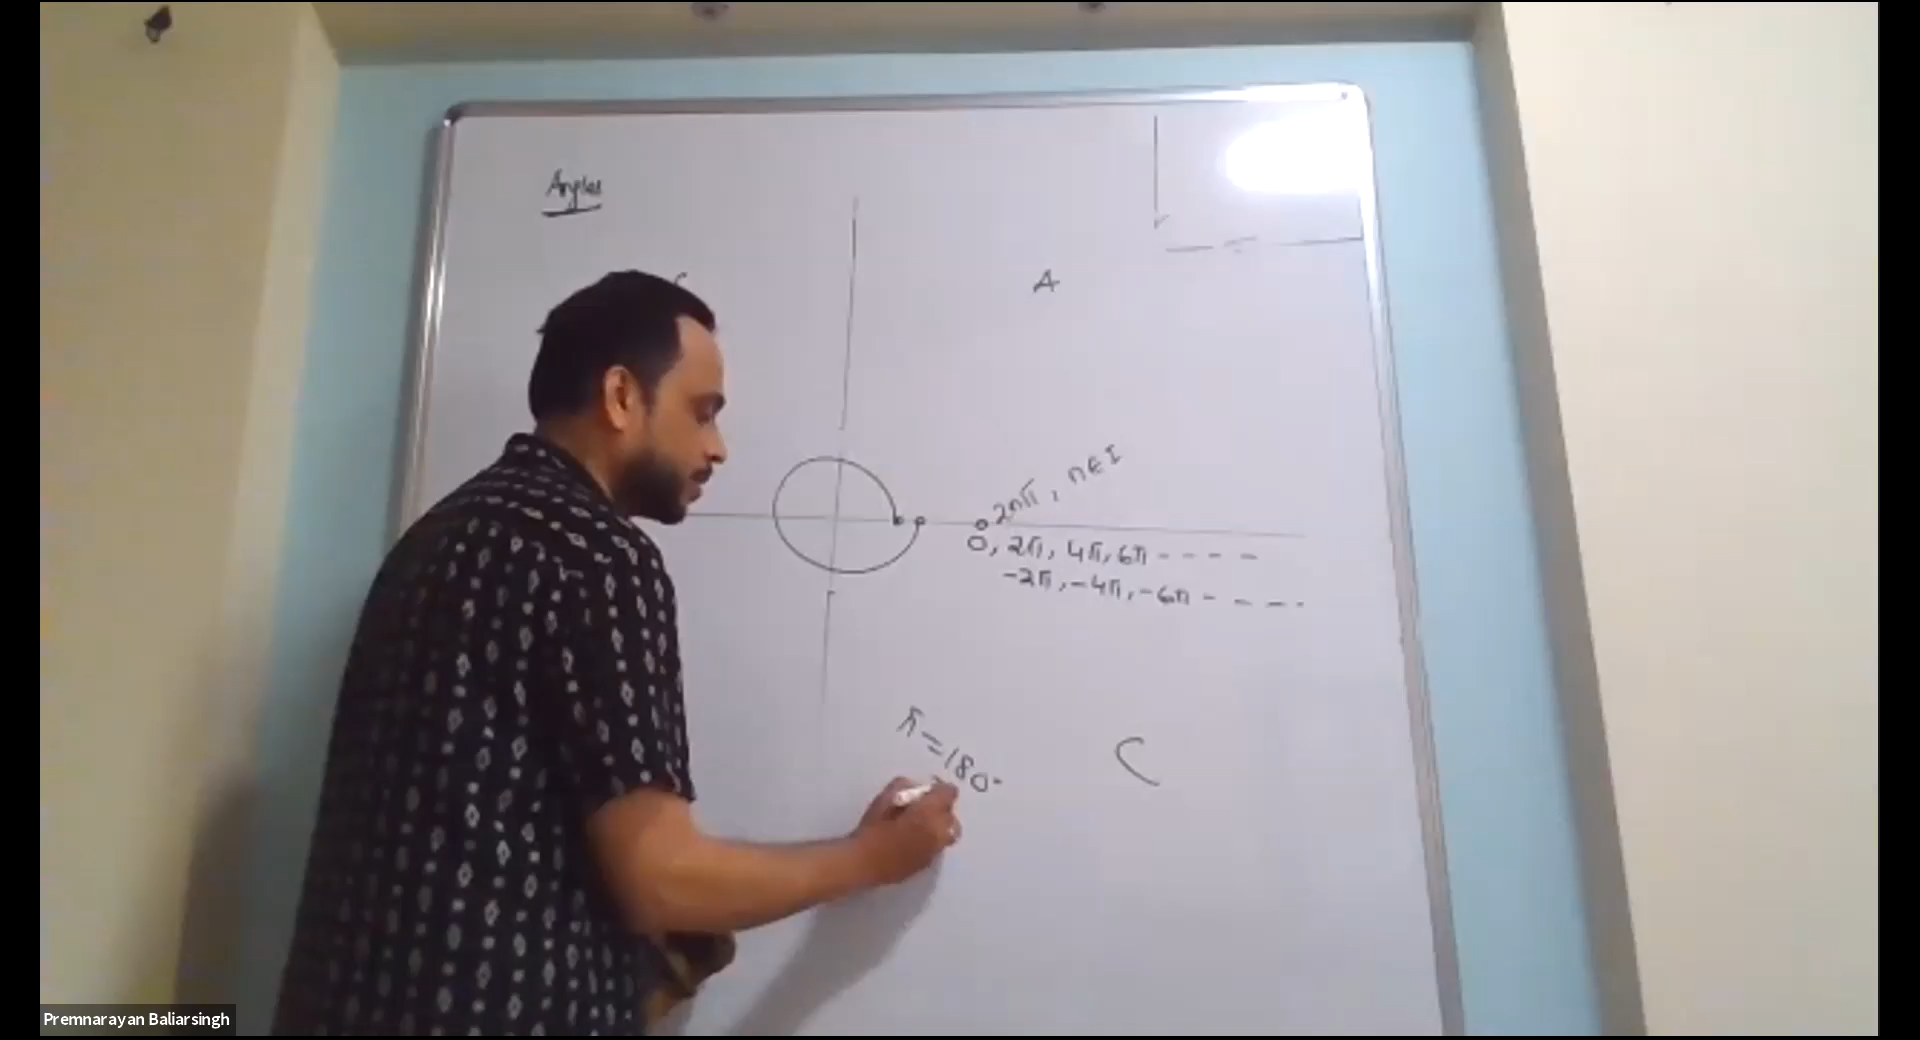 Angles
A
2nπ, n∈I
0, 2π, 4π, 6π - - - -
-2π, -4π, -6π - - - -
π = 180°
C
Premnarayan Baliarsingh